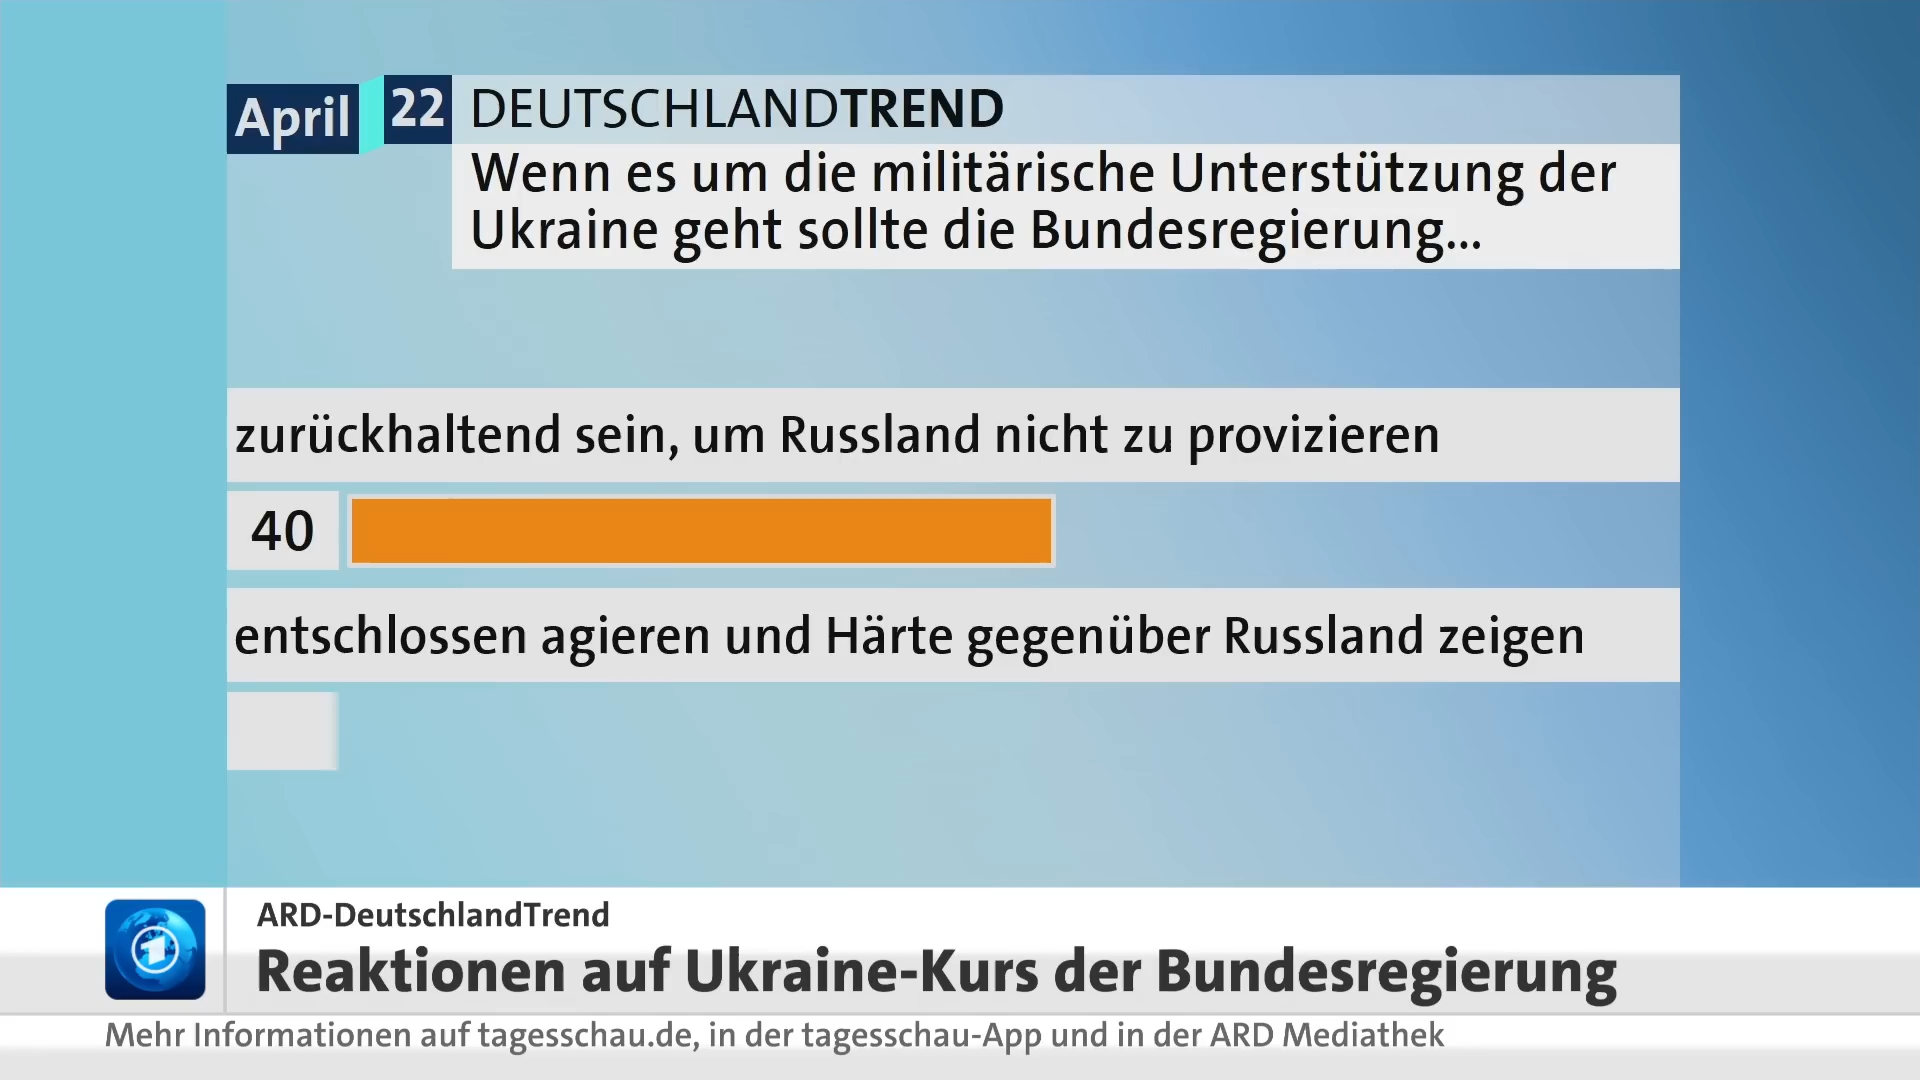 April 22 DEUTSCHLANDTREND
Wenn es um die militärische Unterstützung der
Ukraine geht sollte die Bundesregierung...
zurückhaltend sein, um Russland nicht zu provizieren
40
entschlossen agieren und Härte gegenüber Russland zeigen
ARD-DeutschlandTrend
Reaktionen auf Ukraine-Kurs der Bundesregierung
Mehr Informationen auf tagesschau.de, in der tagesschau-App und in der ARD Mediathek